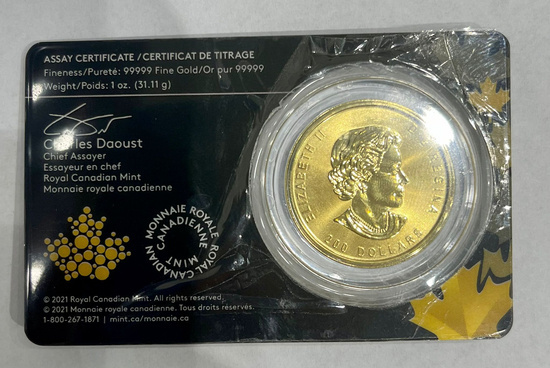 ASSAY CERTIFICATE / CERTIFICAT DE TITRAGE
Fineness/Pureté: 99999 Fine Gold/Or pur 99999
Weight/Poids: 1 oz. (31.11 g)
Charles Daoust
Chief Assayer
Essayeur en chef
Royal Canadian Mint
Monnaie royale canadienne
MONNAIE ROYALE CANADIENNE
ROYAL CANADIAN MINT
© 2021 Royal Canadian Mint. All rights reserved.
© 2021 Monnaie royale canadienne. Tous droits réservés.
1-800-267-1871 | mint.ca/monnaie.ca
ELIZABETH II
REGINA
200 DOLLARS